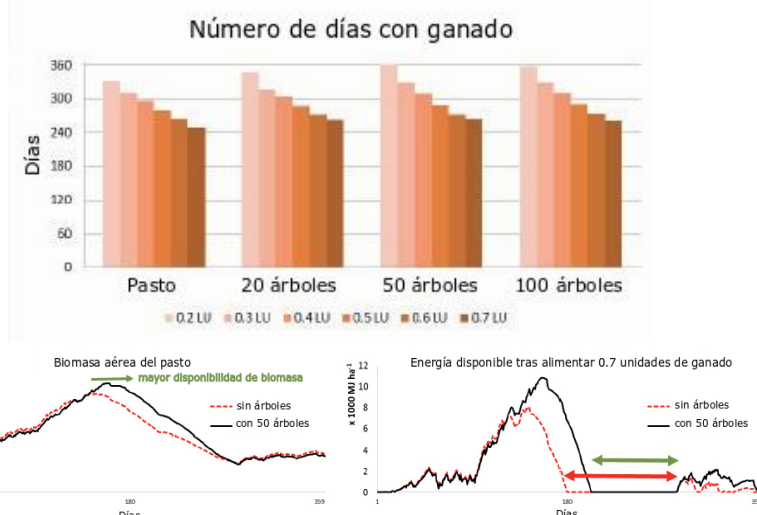 Número de días con ganado
Días
360
300
240
180
120
60
0
Pasto 20 árboles 50 árboles 100 árboles
0.2 LU 0.3 LU 0.4 LU 0.5 LU 0.6 LU 0.7 LU
Biomasa aérea del pasto
mayor disponibilidad de biomasa
sin árboles
con 50 árboles
180 359
Días
Energía disponible tras alimentar 0.7 unidades de ganado
x 1000 MJ ha⁻¹
12
10
8
6
4
2
0
sin árboles
con 50 árboles
1 180
Días